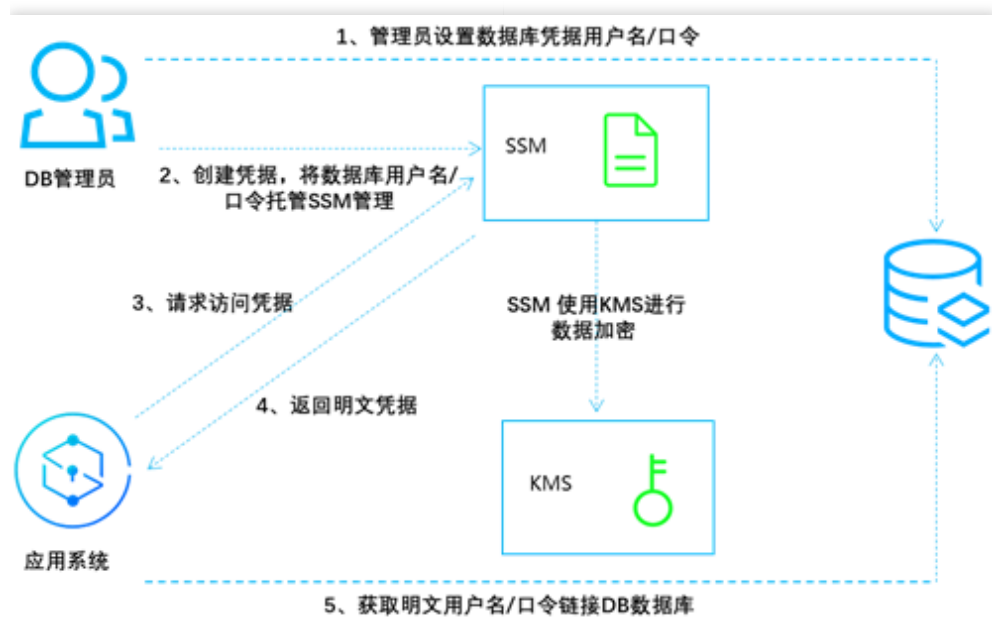 1、管理员设置数据库凭据用户名/口令
SSM
DB管理员
2、创建凭据，将数据库用户名/
口令托管SSM管理
3、请求访问凭据
SSM 使用KMS进行
数据加密
4、返回明文凭据
KMS
应用系统
5、获取明文用户名/口令链接DB数据库